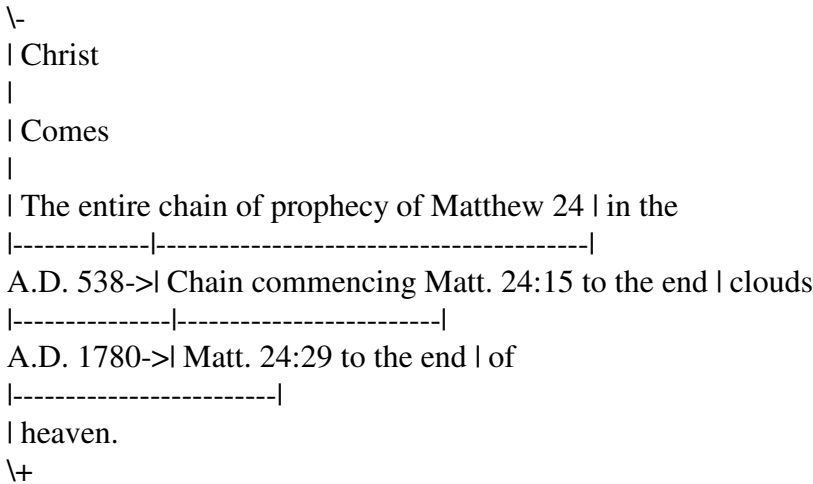 \-
| Christ
|
| Comes
|
| The entire chain of prophecy of Matthew 24 | in the
|-------------|-----------------------------------------|
A.D. 538->| Chain commencing Matt. 24:15 to the end | clouds
|---------------|-------------------------|
A.D. 1780->| Matt. 24:29 to the end | of
|-------------------------|
| heaven.
\+